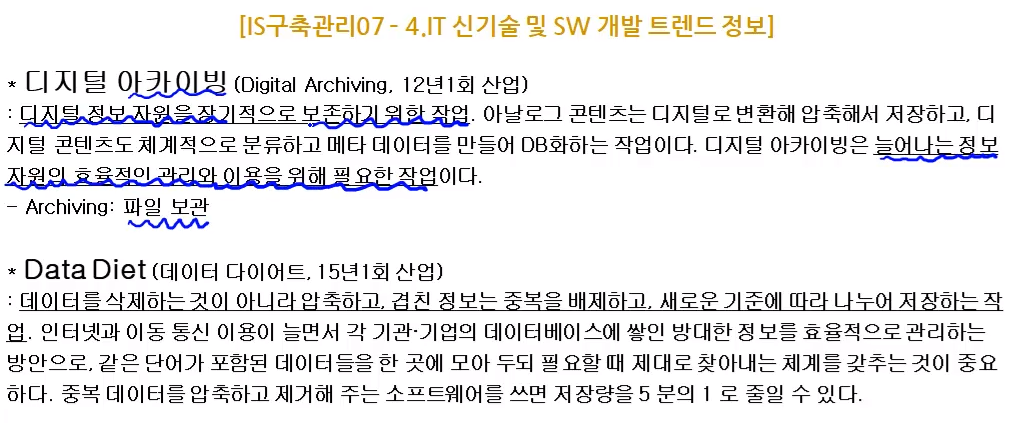 [IS구축관리07 - 4.IT 신기술 및 SW 개발 트렌드 정보]
* 디지털 아카이빙 (Digital Archiving, 12년1회 산업)
: 디지털 정보 자원을 장기적으로 보존하기 위한 작업. 아날로그 콘텐츠는 디지털로 변환해 압축해서 저장하고, 디
지털 콘텐츠도 체계적으로 분류하고 메타 데이터를 만들어 DB화하는 작업이다. 디지털 아카이빙은 늘어나는 정보
자원의 효율적인 관리와 이용을 위해 필요한 작업이다.
- Archiving: 파일 보관
* Data Diet (데이터 다이어트, 15년1회 산업)
: 데이터를 삭제하는 것이 아니라 압축하고, 겹친 정보는 중복을 배제하고, 새로운 기준에 따라 나누어 저장하는 작
업. 인터넷과 이동 통신 이용이 늘면서 각 기관·기업의 데이터베이스에 쌓인 방대한 정보를 효율적으로 관리하는
방안으로, 같은 단어가 포함된 데이터들을 한 곳에 모아 두되 필요할 때 제대로 찾아내는 체계를 갖추는 것이 중요
하다. 중복 데이터를 압축하고 제거해 주는 소프트웨어를 쓰면 저장량을 5 분의 1 로 줄일 수 있다.